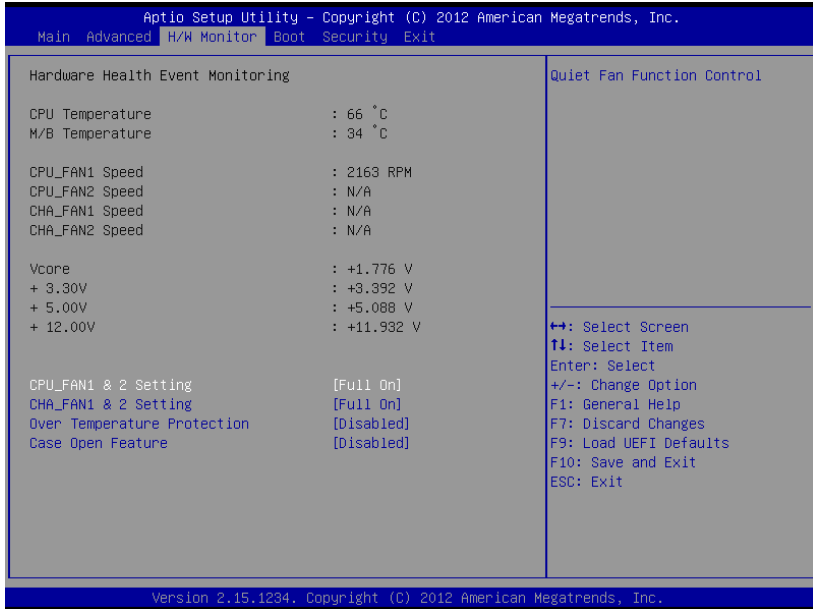 Aptio Setup Utility – Copyright (C) 2012 American Megatrends, Inc.
Main Advanced H/W Monitor Boot Security Exit
Hardware Health Event Monitoring
CPU Temperature : 66 °C
M/B Temperature : 34 °C
CPU_FAN1 Speed : 2163 RPM
CPU_FAN2 Speed : N/A
CHA_FAN1 Speed : N/A
CHA_FAN2 Speed : N/A
Vcore : +1.776 V
+ 3.30V : +3.392 V
+ 5.00V : +5.088 V
+ 12.00V : +11.932 V
CPU_FAN1 & 2 Setting [Full On]
CHA_FAN1 & 2 Setting [Full On]
Over Temperature Protection [Disabled]
Case Open Feature [Disabled]
Quiet Fan Function Control
↔: Select Screen
↑↓: Select Item
Enter: Select
+/-: Change Option
F1: General Help
F7: Discard Changes
F9: Load UEFI Defaults
F10: Save and Exit
ESC: Exit
Version 2.15.1234. Copyright (C) 2012 American Megatrends, Inc.